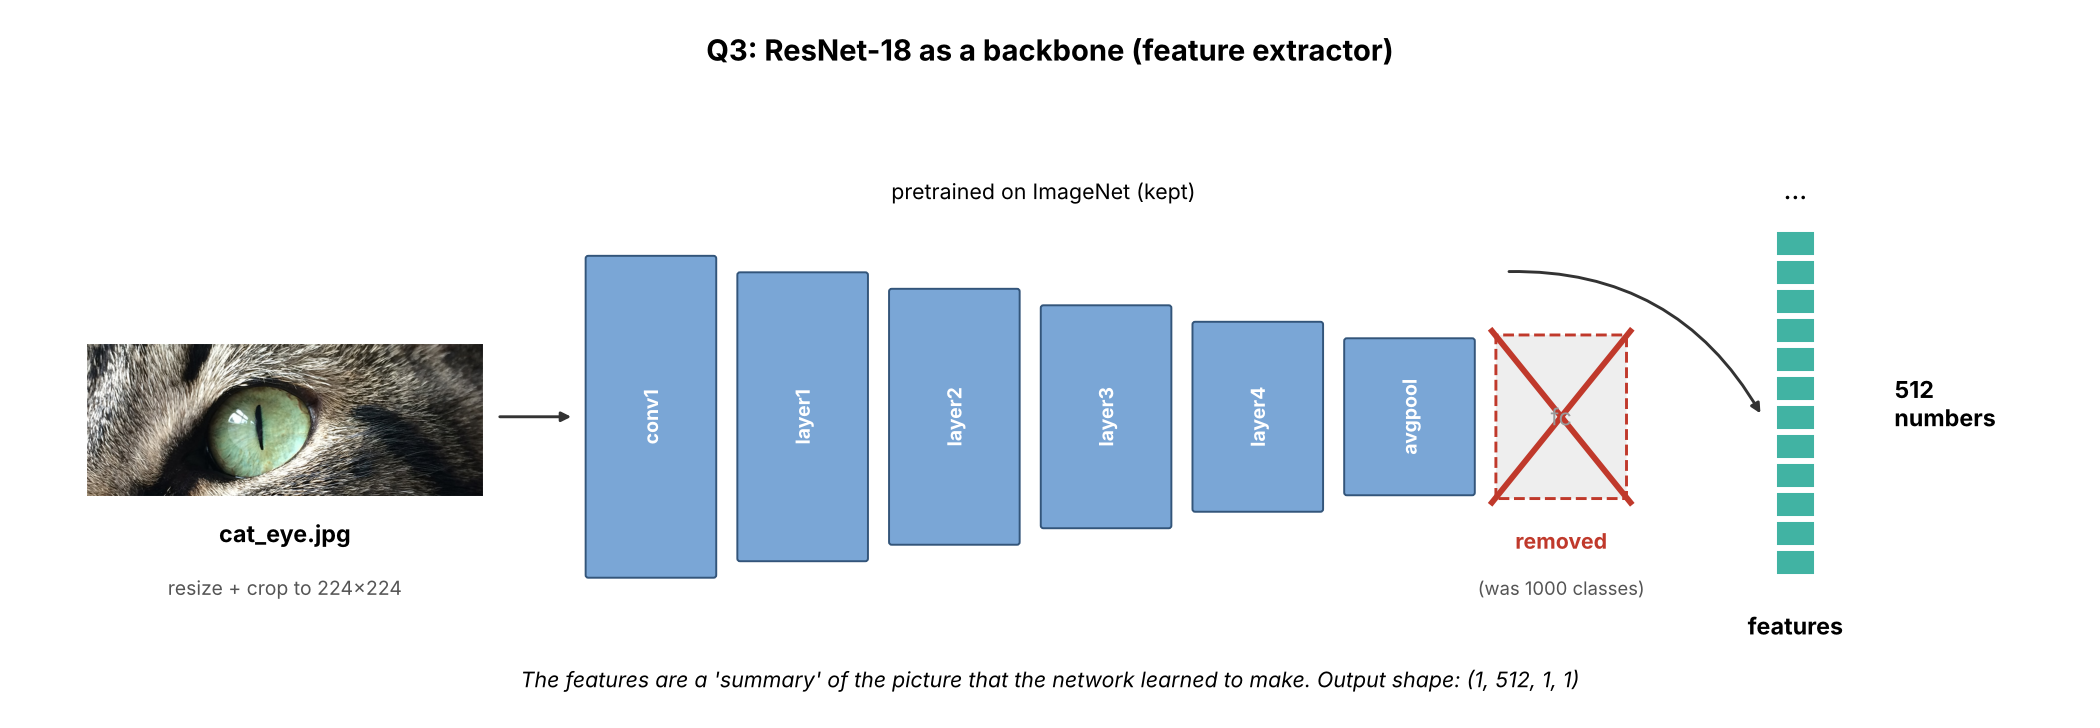 Q3: ResNet-18 as a backbone (feature extractor)
pretrained on ImageNet (kept)
...
conv1
layer1
layer2
layer3
layer4
avgpool
fc
512
numbers
cat_eye.jpg
removed
resize + crop to 224×224
(was 1000 classes)
features
The features are a 'summary' of the picture that the network learned to make. Output shape: (1, 512, 1, 1)